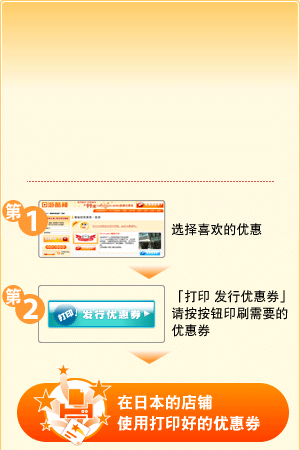 第1
选择喜欢的优惠
第2
打印! 发行优惠券
「打印 发行优惠券」
请按按钮印刷需要的
优惠券
在日本的店铺
使用打印好的优惠券